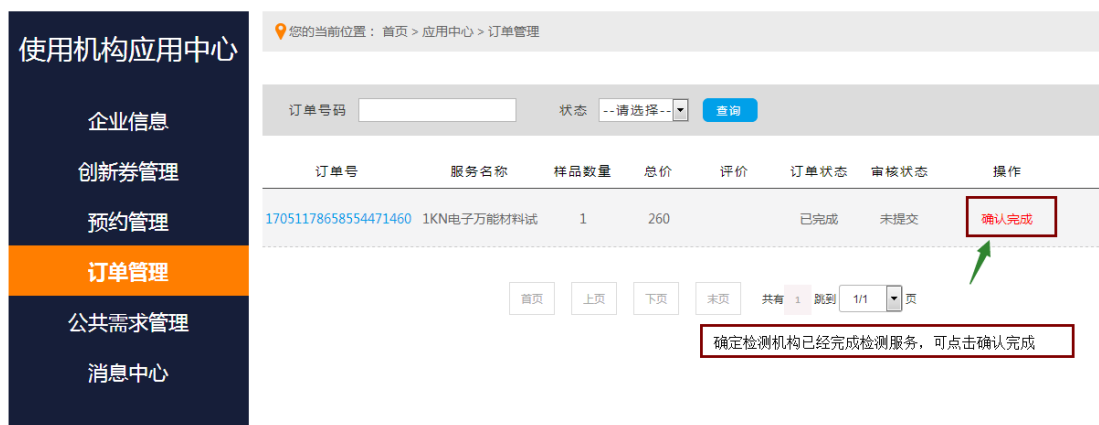 使用机构应用中心
企业信息
创新券管理
预约管理
订单管理
公共需求管理
消息中心
您的当前位置： 首页 > 应用中心 > 订单管理
订单号码 状态 --请选择-- 查询
订单号 服务名称 样品数量 总价 评价 订单状态 审核状态 操作
17051178658554471460 1KN电子万能材料试 1 260 已完成 未提交 确认完成
首页 上页 下页 末页 共有 1 跳到 1/1 页
确定检测机构已经完成检测服务，可点击确认完成